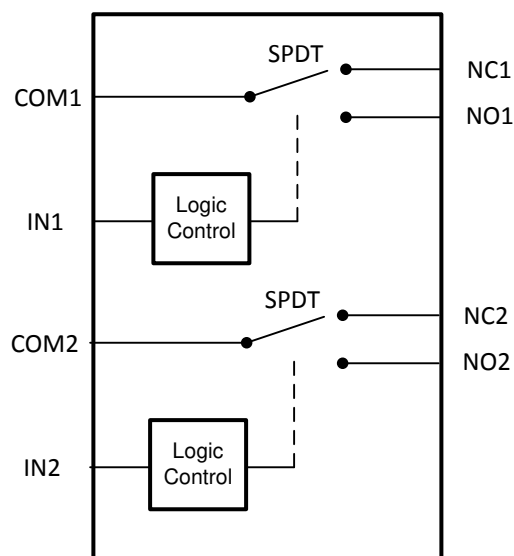 SPDT
NC1
COM1
NO1
Logic
Control
IN1
SPDT
NC2
COM2
NO2
Logic
Control
IN2